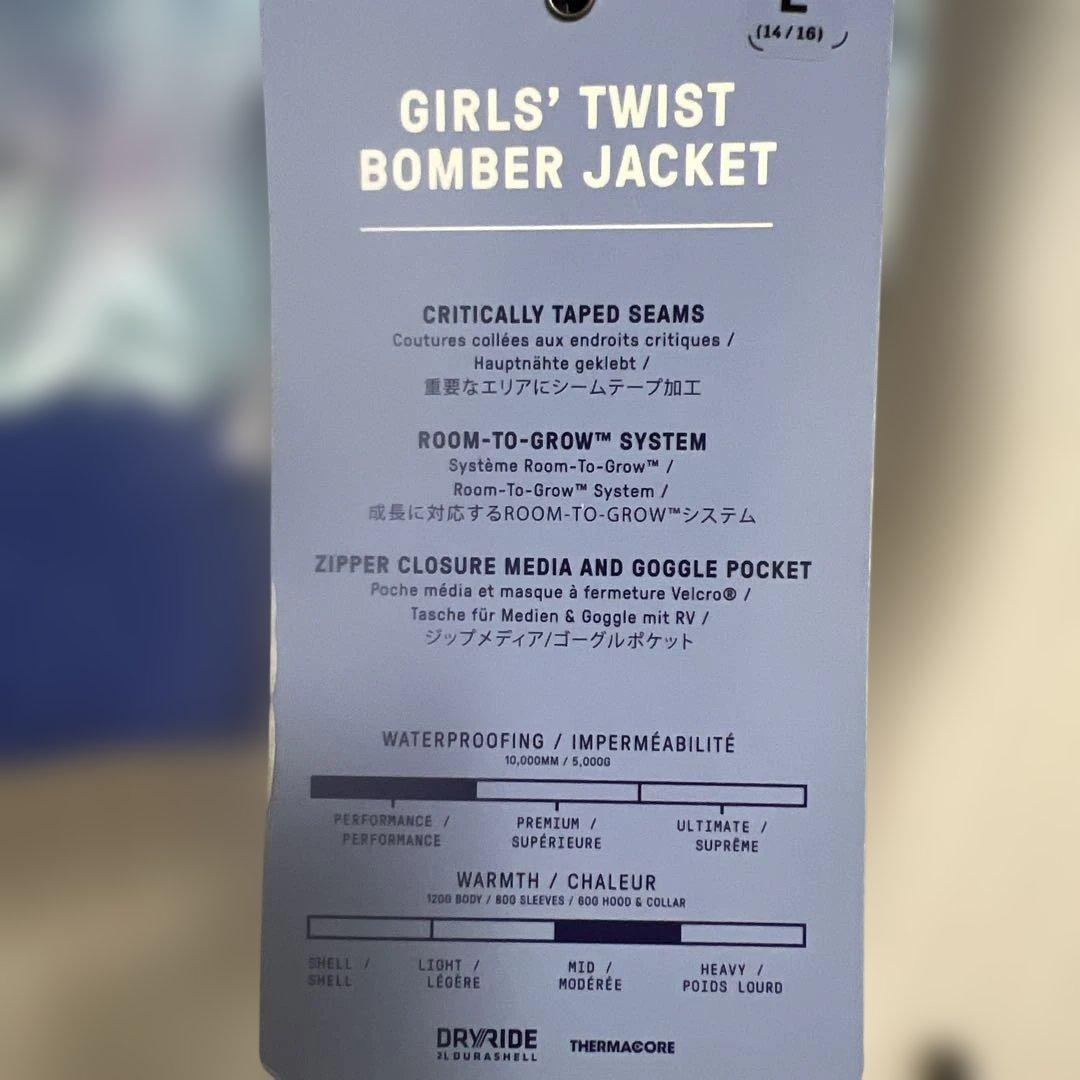 L
(14/16)
GIRLS' TWIST
BOMBER JACKET
CRITICALLY TAPED SEAMS
Coutures collées aux endroits critiques /
Hauptnähte geklebt /
重要なエリアにシームテープ加工
ROOM-TO-GROW™ SYSTEM
Système Room-To-Grow™ /
Room-To-Grow™ System /
成長に対応するROOM-TO-GROW™システム
ZIPPER CLOSURE MEDIA AND GOGGLE POCKET
Poche média et masque à fermeture Velcro® /
Tasche für Medien & Goggle mit RV /
ジップメディア/ゴーグルポケット
WATERPROOFING / IMPERMÉABILITÉ
10,000MM / 5,000G
PERFORMANCE / PREMIUM / ULTIMATE /
PERFORMANCE SUPÉRIEURE SUPRÊME
WARMTH / CHALEUR
120G BODY / 80G SLEEVES / 60G HOOD & COLLAR
SHELL / LIGHT / MID / HEAVY /
SHELL LÉGÈRE MODÉRÉE POIDS LOURD
DRYRIDE THERMACORE
2L DURASHELL